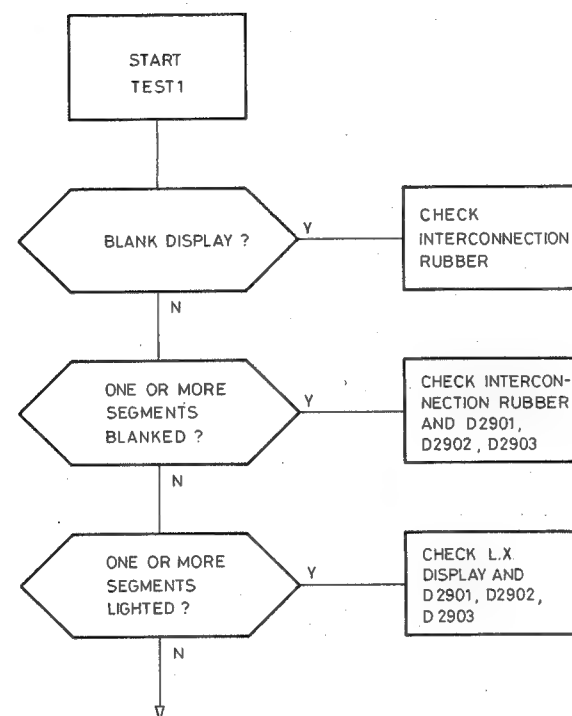 START
TEST1
BLANK DISPLAY ?
Y
CHECK
INTERCONNECTION
RUBBER
N
ONE OR MORE
SEGMENTS
BLANKED ?
Y
CHECK INTERCON-
NECTION RUBBER
AND D2901,
D2902, D2903
N
ONE OR MORE
SEGMENTS
LIGHTED ?
Y
CHECK L.X.
DISPLAY AND
D2901, D2902,
D2903
N